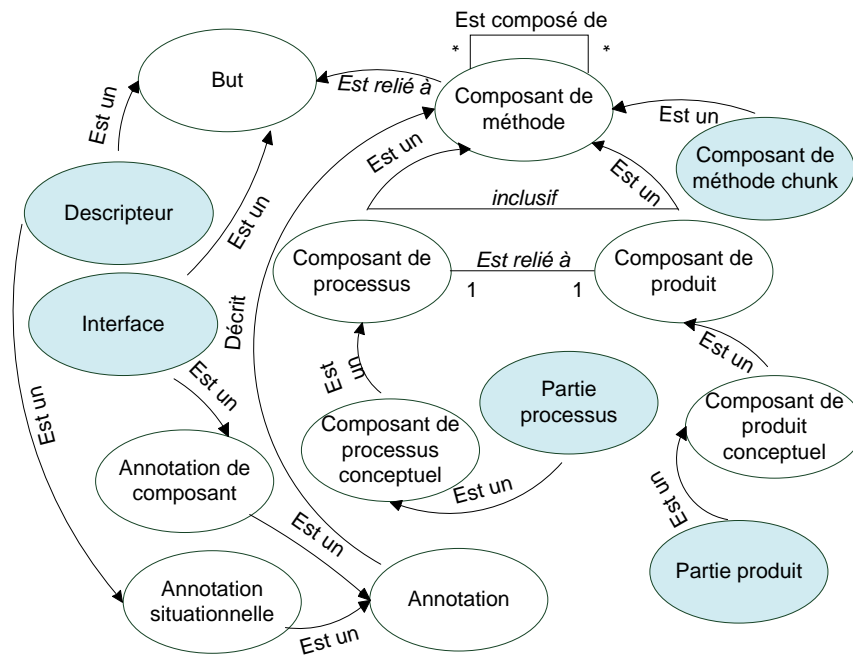 Est composé de
*
*
But
Est relié à
Composant de
méthode
Est un
Est un
Est un
Composant de
méthode chunk
Est un
Descripteur
inclusif
Est un
Est un
Composant de
processus
Est relié à
1
1
Composant de
produit
Interface
Décrit
Est un
Est
un
Partie
processus
Est un
Est un
Composant de
processus
conceptuel
Composant de
produit
conceptuel
Annotation de
composant
Est un
Est un
Est un
Annotation
situationnelle
Annotation
Partie produit
Est un